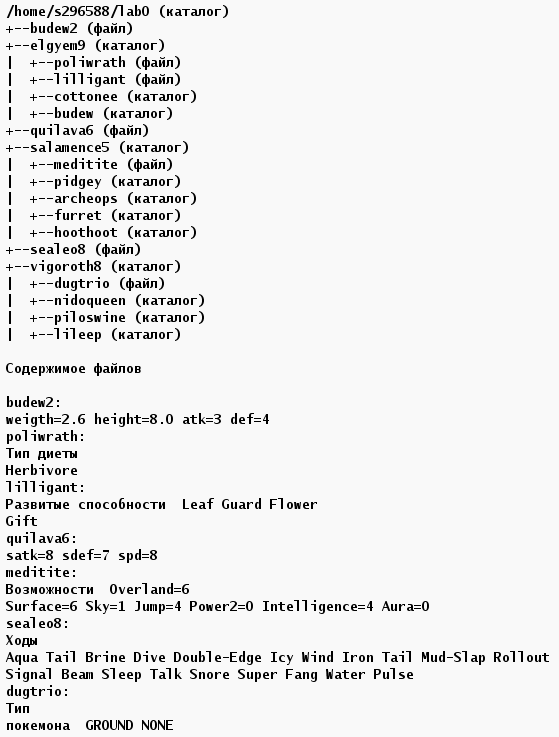 /home/s296588/lab0 (каталог)
+--budew2 (файл)
+--elgyem9 (каталог)
|  +--poliwrath (файл)
|  +--lilligant (файл)
|  +--cottonee (каталог)
|  +--budew (каталог)
+--quilava6 (файл)
+--salamence5 (каталог)
|  +--meditite (файл)
|  +--pidgey (каталог)
|  +--archeops (каталог)
|  +--furret (каталог)
|  +--hoothoot (каталог)
+--sealeo8 (файл)
+--vigoroth8 (каталог)
|  +--dugtrio (файл)
|  +--nidoqueen (каталог)
|  +--piloswine (каталог)
|  +--lileep (каталог)
Содержимое файлов
budew2:
weigth=2.6 height=8.0 atk=3 def=4
poliwrath:
Тип диеты
Herbivore
lilligant:
Развитые способности  Leaf Guard Flower
Gift
quilava6:
satk=8 sdef=7 spd=8
meditite:
Возможности  Overland=6
Surface=6 Sky=1 Jump=4 Power2=0 Intelligence=4 Aura=0
sealeo8:
Ходы
Aqua Tail Brine Dive Double-Edge Icy Wind Iron Tail Mud-Slap Rollout
Signal Beam Sleep Talk Snore Super Fang Water Pulse
dugtrio:
Тип
покемона  GROUND NONE